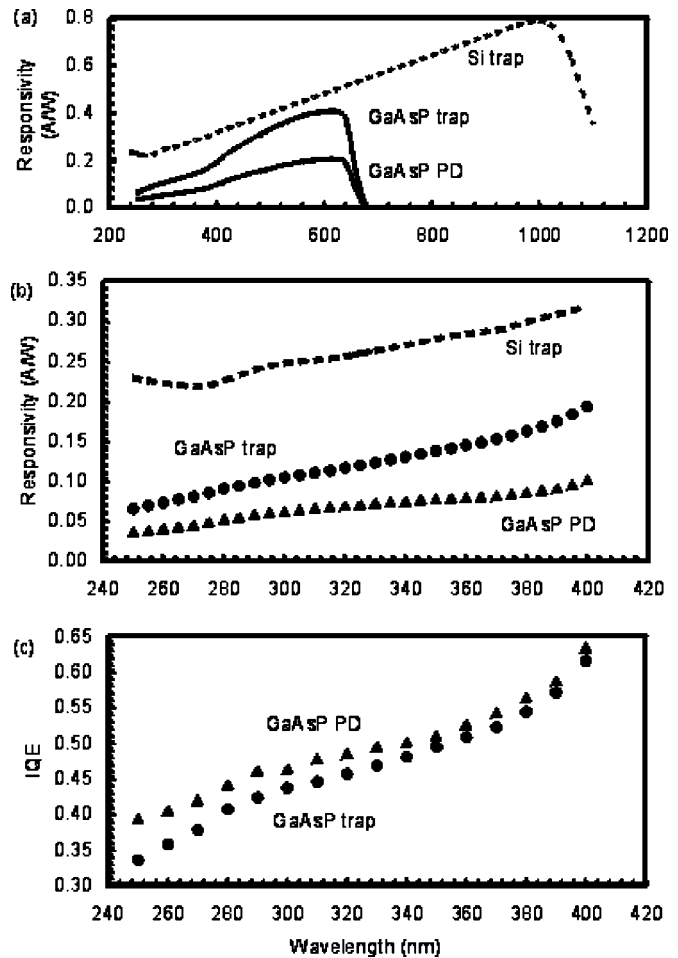 (a)
0.8
0.6
0.4
0.2
0.0
Responsivity
(A/W)
Si trap
GaAsP trap
GaAsP PD
200 400 600 800 1000 1200
(b)
0.35
0.30
0.25
0.20
0.15
0.10
0.05
0.00
Responsivity (A/W)
Si trap
GaAsP trap
GaAsP PD
240 260 280 300 320 340 360 380 400 420
(c)
0.65
0.60
0.55
0.50
0.45
0.40
0.35
0.30
IQE
GaAsP PD
GaAsP trap
240 260 280 300 320 340 360 380 400 420
Wavelength (nm)